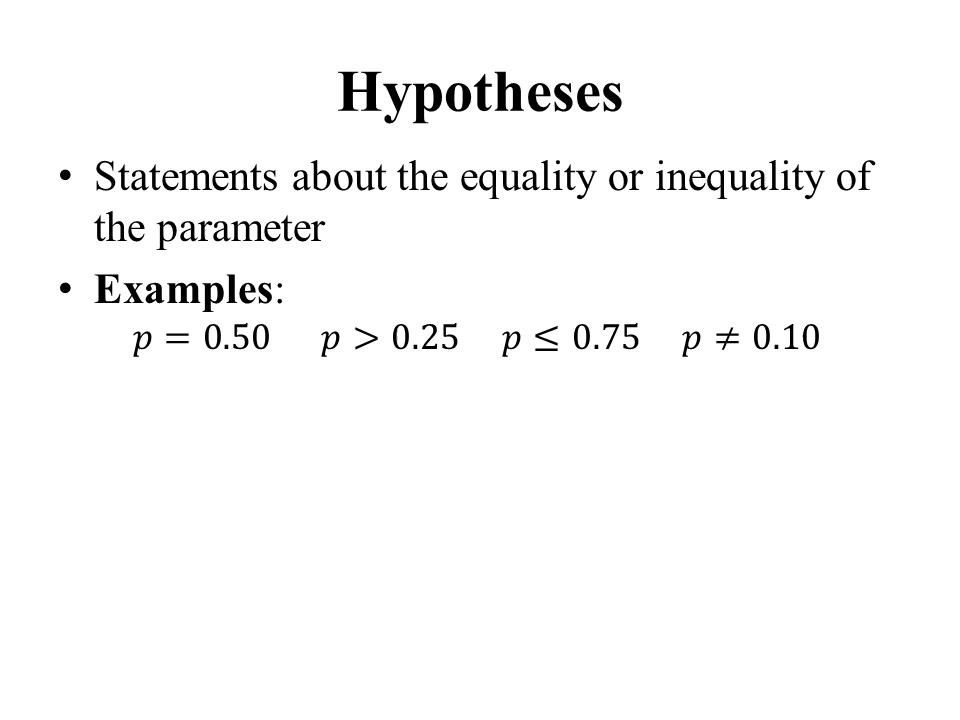 Hypotheses
• Statements about the equality or inequality of
the parameter
• Examples:
𝑝 = 0.50 𝑝 > 0.25 𝑝 ≤ 0.75 𝑝 ≠ 0.10